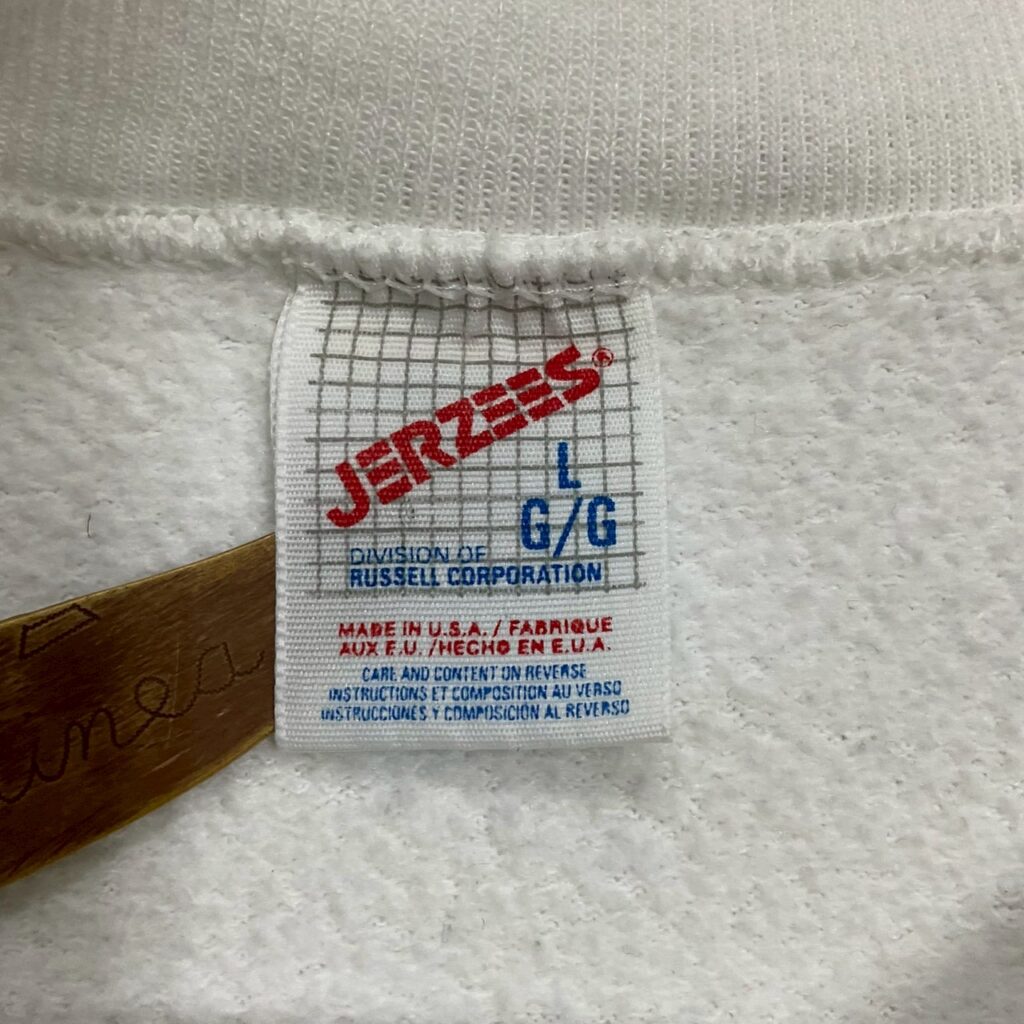 JERZEES®
L
G/G
DIVISION OF
RUSSELL CORPORATION
MADE IN U.S.A. / FABRIQUE
AUX E.U. /HECHO EN E.U.A.
CARE AND CONTENT ON REVERSE
INSTRUCTIONS ET COMPOSITION AU VERSO
INSTRUCCIONES Y COMPOSICION AL REVERSO